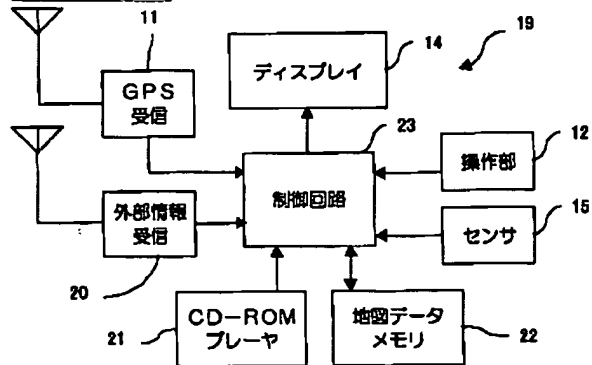 11
GPS
受信
ディスプレイ
14
19
23
操作部
12
制御回路
外部情報
受信
20
センサ
15
CD-ROM
プレーヤ
21
地図データ
メモリ
22